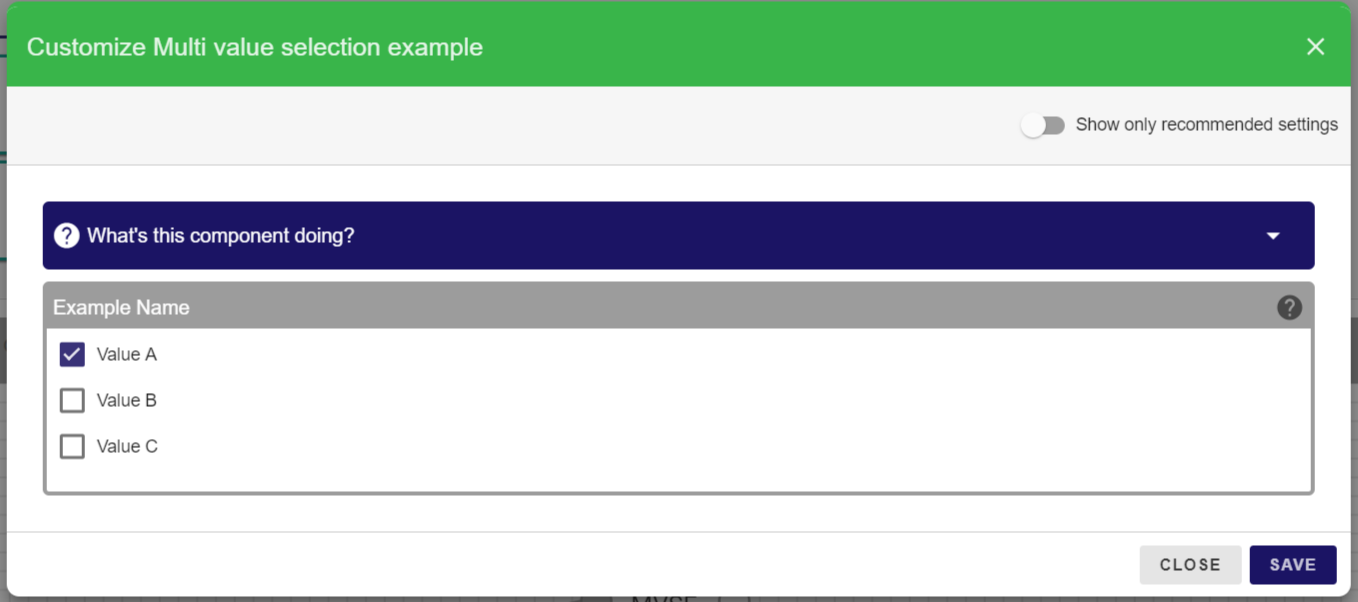 Customize Multi value selection example
Show only recommended settings
What's this component doing?
Example Name
Value A
Value B
Value C
CLOSE
SAVE